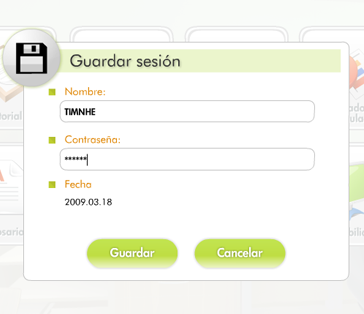 Guardar sesión
Nombre:
TIMNHE
Contraseña:
******
Fecha
2009.03.18
Guardar
Cancelar